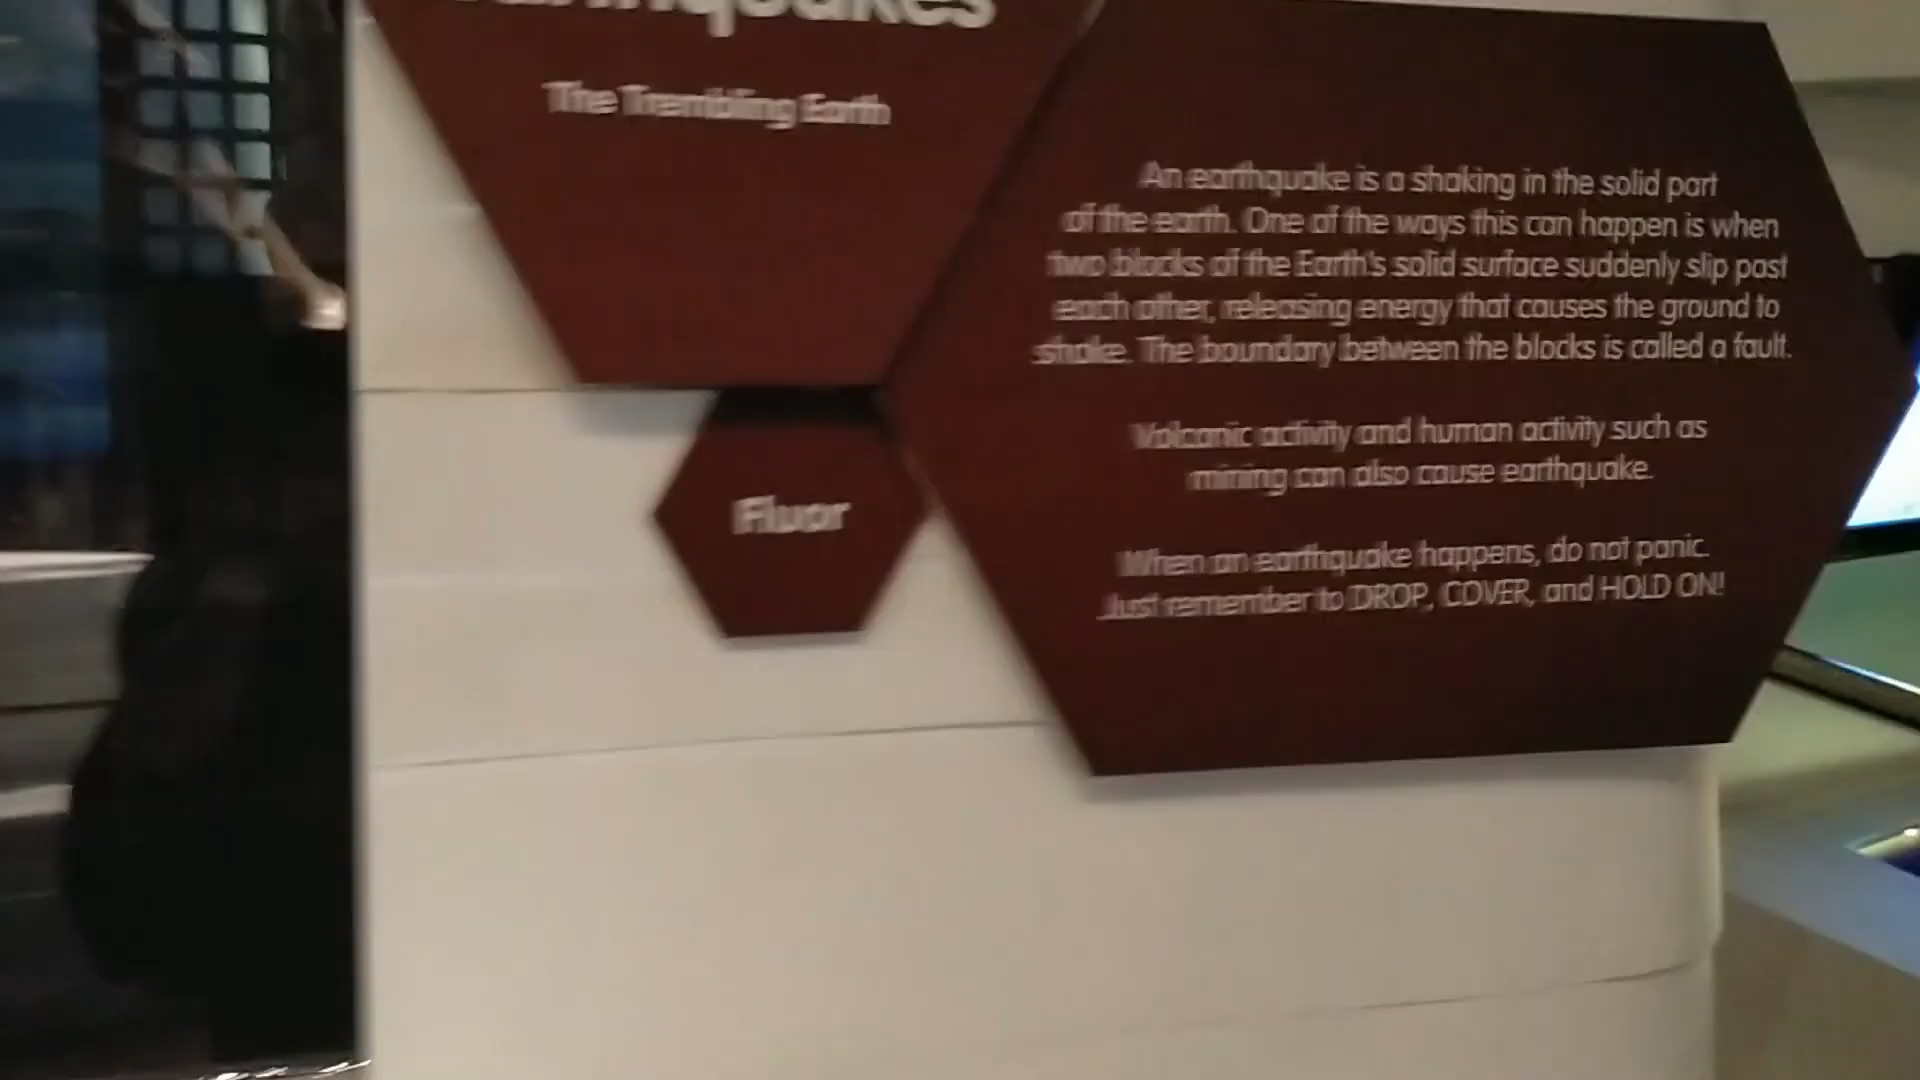 Earthquakes
The Trembling Earth
An earthquake is a shaking in the solid part
of the earth. One of the ways this can happen is when
two blocks of the Earth's solid surface suddenly slip past
each other, releasing energy that causes the ground to
shake. The boundary between the blocks is called a fault.
Volcanic activity and human activity such as
mining can also cause earthquake.
When an earthquake happens, do not panic.
Just remember to DROP, COVER, and HOLD ON!
Fluor